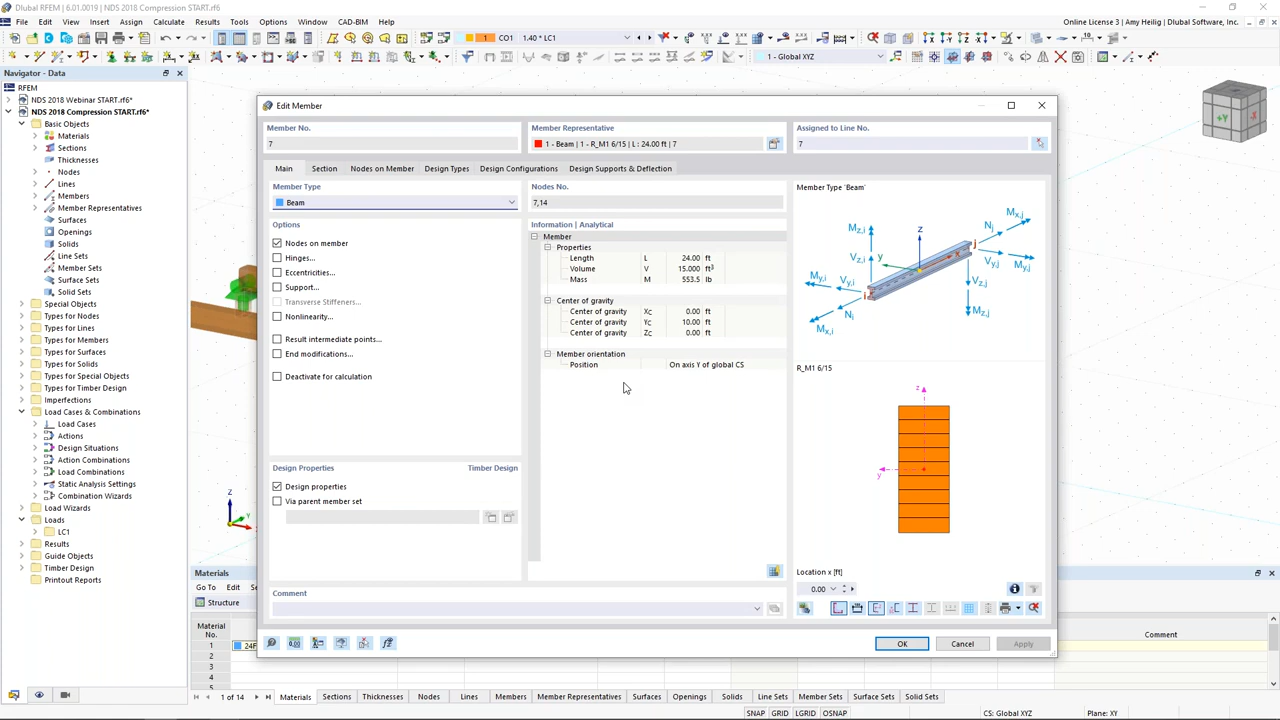 Dlubal RFEM | 6.01.0019 | NDS 2018 Compression START.rf6*
File Edit View Insert Assign Calculate Results Tools Options Window CAD-BIM Help
Online License 3 | Amy Heilig | Dlubal Software, Inc.
1 CO1 1.40 * LC1
1 - Global XYZ
Navigator - Data
RFEM
NDS 2018 Webinar START.rf6*
NDS 2018 Compression START.rf6*
Basic Objects
Materials
Sections
Thicknesses
Nodes
Lines
Members
Member Representatives
Surfaces
Openings
Solids
Line Sets
Member Sets
Surface Sets
Solid Sets
Special Objects
Types for Nodes
Types for Lines
Types for Members
Types for Surfaces
Types for Solids
Types for Special Objects
Types for Timber Design
Imperfections
Load Cases & Combinations
Load Cases
Actions
Design Situations
Action Combinations
Load Combinations
Static Analysis Settings
Combination Wizards
Load Wizards
Loads
LC1
Results
Guide Objects
Timber Design
Printout Reports
Edit Member
Member No.
7
Member Representative
1 - Beam | 1 - R_M1 6/15 | L : 24.00 ft | 7
Assigned to Line No.
7
Main Section Nodes on Member Design Types Design Configurations Design Supports & Deflection
Member Type
Beam
Options
Nodes on member
Hinges...
Eccentricities...
Support...
Transverse Stiffeners...
Nonlinearity...
Result intermediate points...
End modifications...
Deactivate for calculation
Design Properties Timber Design
Design properties
Via parent member set
Nodes No.
7,14
Information | Analytical
Member
Properties
Length L 24.00 ft
Volume V 15.000 ft³
Mass M 553.5 lb
Center of gravity
Center of gravity Xc 0.00 ft
Center of gravity Yc 10.00 ft
Center of gravity Zc 0.00 ft
Member orientation
Position On axis Y of global CS
Member Type 'Beam'
Mz,i
Vz,i
My,i
Vy,i
Ni
Mx,i
z
y
x
i
j
Nj
Mx,j
Vy,j
My,j
Vz,j
Mz,j
R_M1 6/15
z
y
Location x [ft]
0.00
Comment
OK Cancel Apply
Z
Y
+Y
-X
Materials
Go To Edit
Structure
Material
No.
Comment
1
2
3
4
5
1 of 14 Materials Sections Thicknesses Nodes Lines Members Member Representatives Surfaces Openings Solids Line Sets Member Sets Surface Sets Solid Sets
SNAP GRID LGRID OSNAP CS: Global XYZ Plane: XY